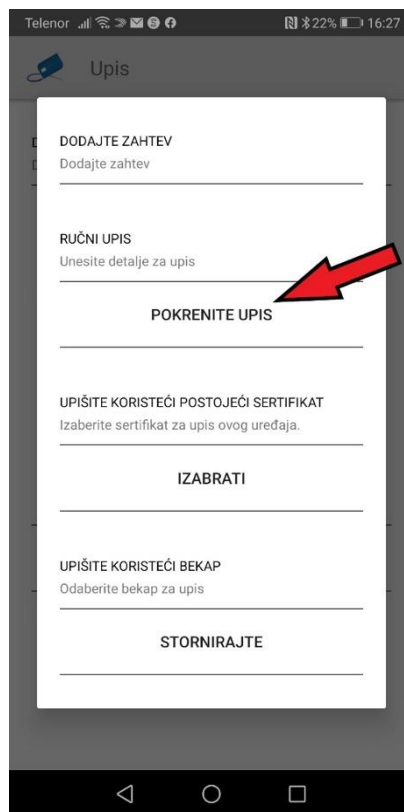 Telenor 22% 16:27
Upis
DODAJTE ZAHTEV
Dodajte zahtev
RUČNI UPIS
Unesite detalje za upis
POKRENITE UPIS
UPIŠITE KORISTEĆI POSTOJEĆI SERTIFIKAT
Izaberite sertifikat za upis ovog uređaja.
IZABRATI
UPIŠITE KORISTEĆI BEKAP
Odaberite bekap za upis
STORNIRAJTE